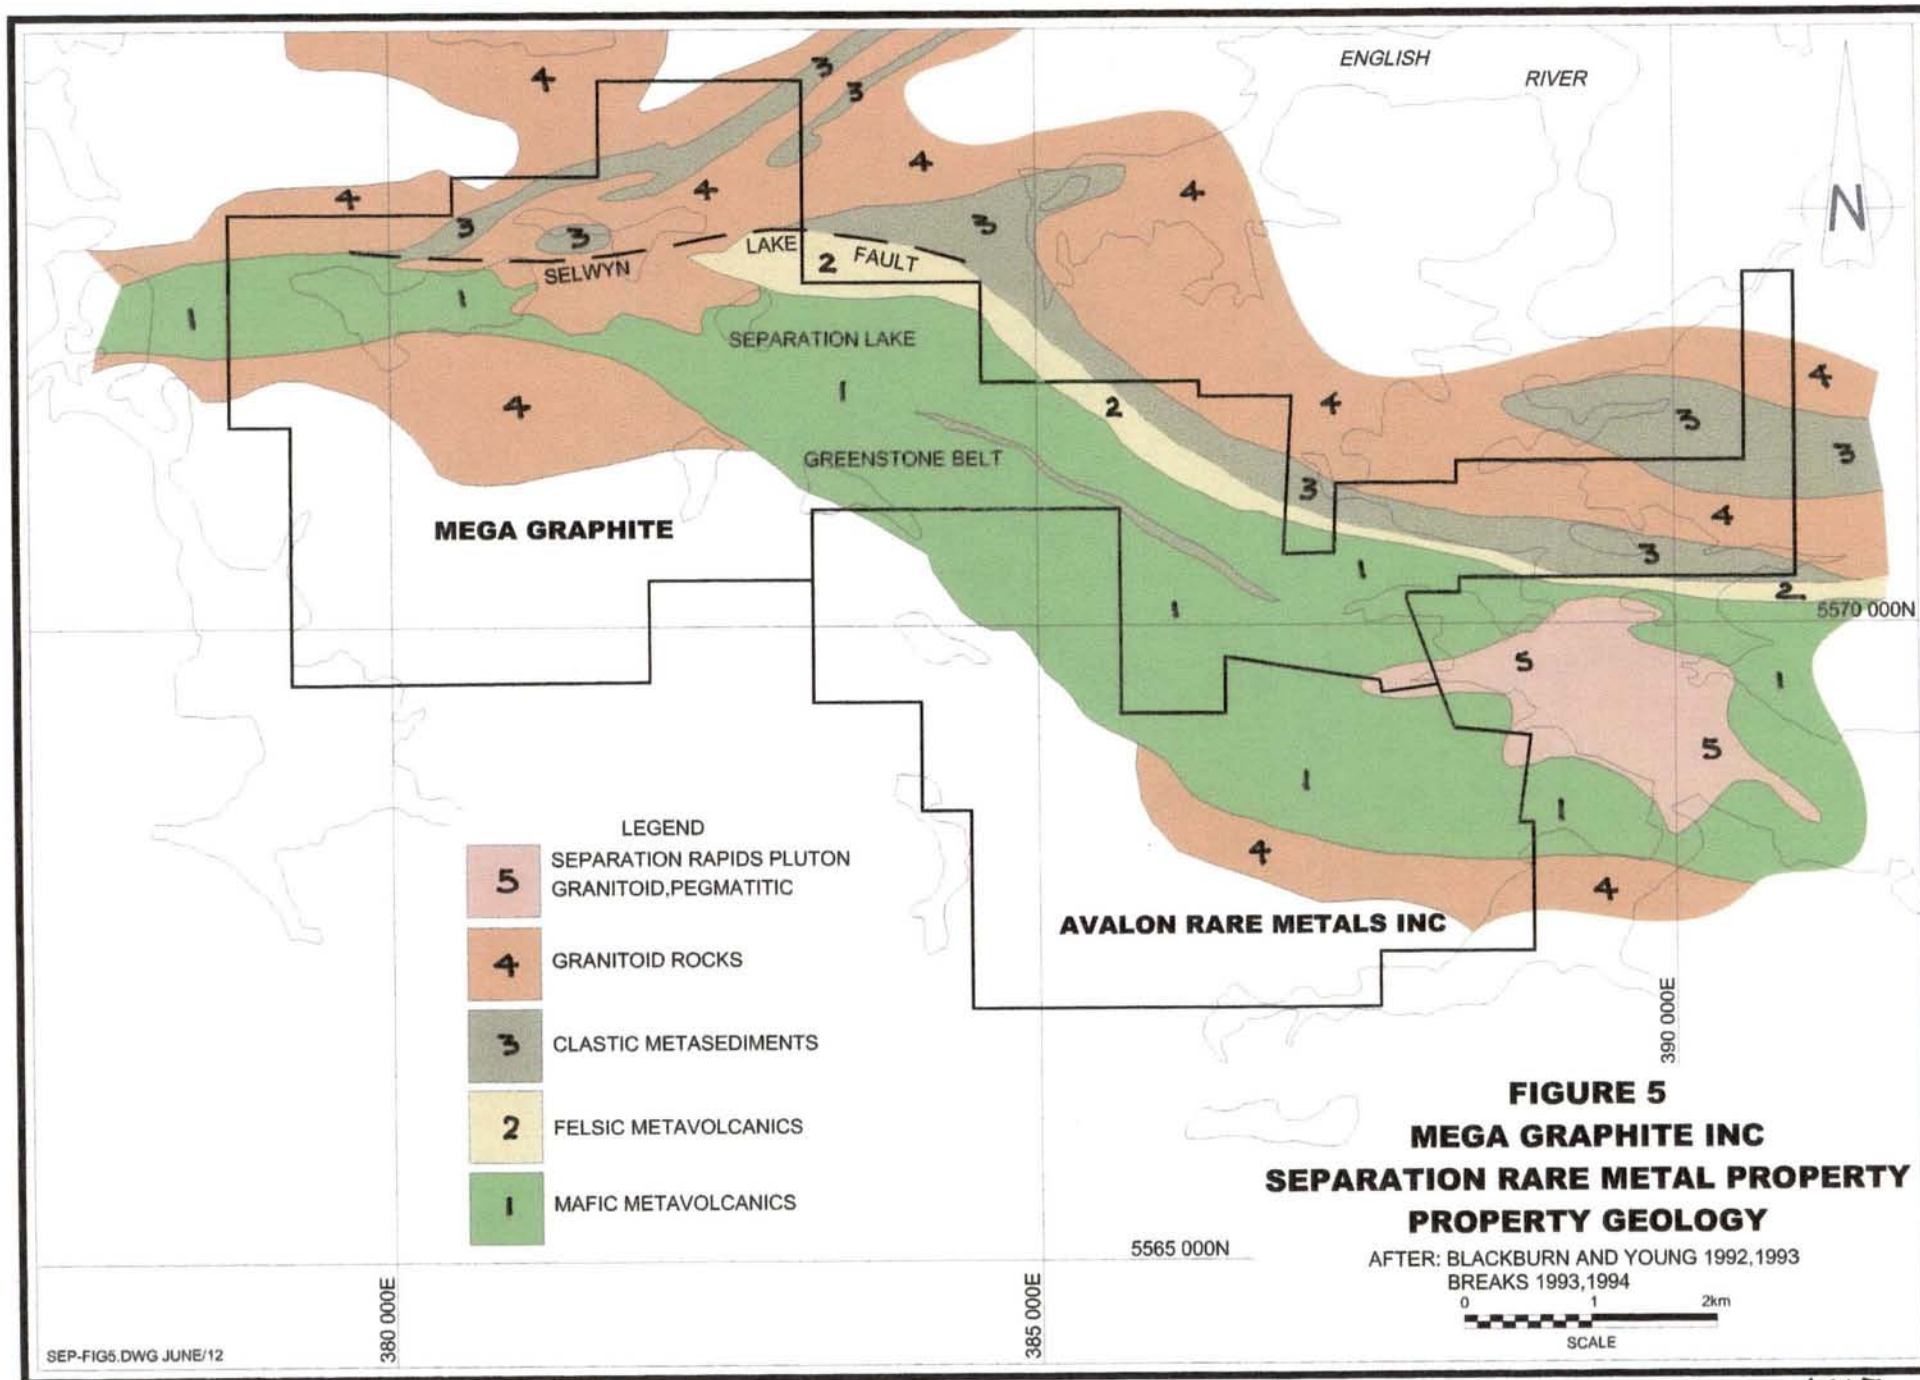 ENGLISH
RIVER
N
4
3
3
4
4
4
4
3
3
3
LAKE
2
FAULT
SELWYN
1
1
SEPARATION LAKE
1
4
2
4
4
3
3
GREENSTONE BELT
3
4
MEGA GRAPHITE
1
3
4
1
2
5570 000N
5
1
5
1
1
4
4
AVALON RARE METALS INC
LEGEND
5 SEPARATION RAPIDS PLUTON
GRANITOID,PEGMATITIC
4 GRANITOID ROCKS
3 CLASTIC METASEDIMENTS
2 FELSIC METAVOLCANICS
1 MAFIC METAVOLCANICS
390 000E
FIGURE 5
MEGA GRAPHITE INC
SEPARATION RARE METAL PROPERTY
PROPERTY GEOLOGY
AFTER: BLACKBURN AND YOUNG 1992,1993
BREAKS 1993,1994
0 1 2km
SCALE
5565 000N
380 000E
385 000E
SEP-FIG5.DWG JUNE/12